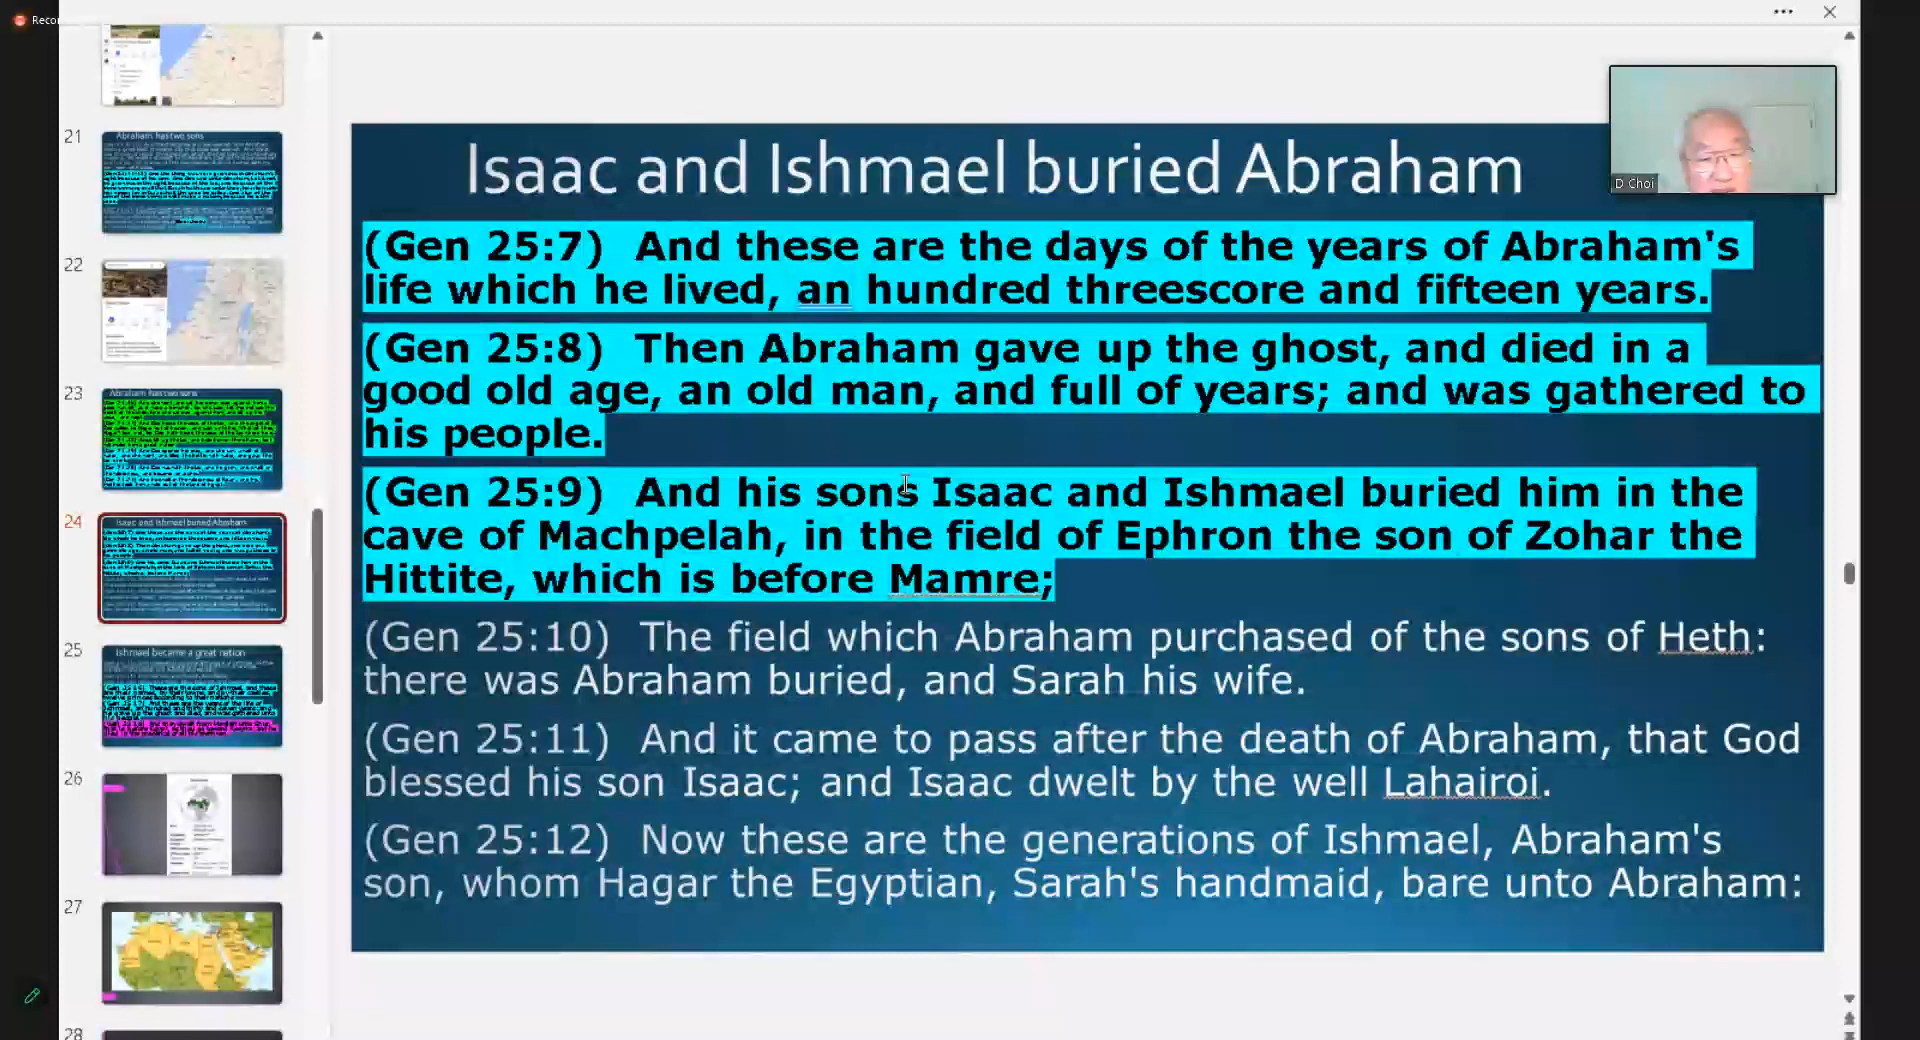 Recor
21
Abraham has two sons
22
23
Abraham has two sons
24
Isaac and Ishmael buried Abraham
25
Ishmael became a great nation
26
27
28
Isaac and Ishmael buried Abraham
D Choi
(Gen 25:7)  And these are the days of the years of Abraham's
life which he lived, an hundred threescore and fifteen years.
(Gen 25:8)  Then Abraham gave up the ghost, and died in a
good old age, an old man, and full of years; and was gathered to
his people.
(Gen 25:9)  And his sons Isaac and Ishmael buried him in the
cave of Machpelah, in the field of Ephron the son of Zohar the
Hittite, which is before Mamre;
(Gen 25:10)  The field which Abraham purchased of the sons of Heth:
there was Abraham buried, and Sarah his wife.
(Gen 25:11)  And it came to pass after the death of Abraham, that God
blessed his son Isaac; and Isaac dwelt by the well Lahairoi.
(Gen 25:12)  Now these are the generations of Ishmael, Abraham's
son, whom Hagar the Egyptian, Sarah's handmaid, bare unto Abraham: